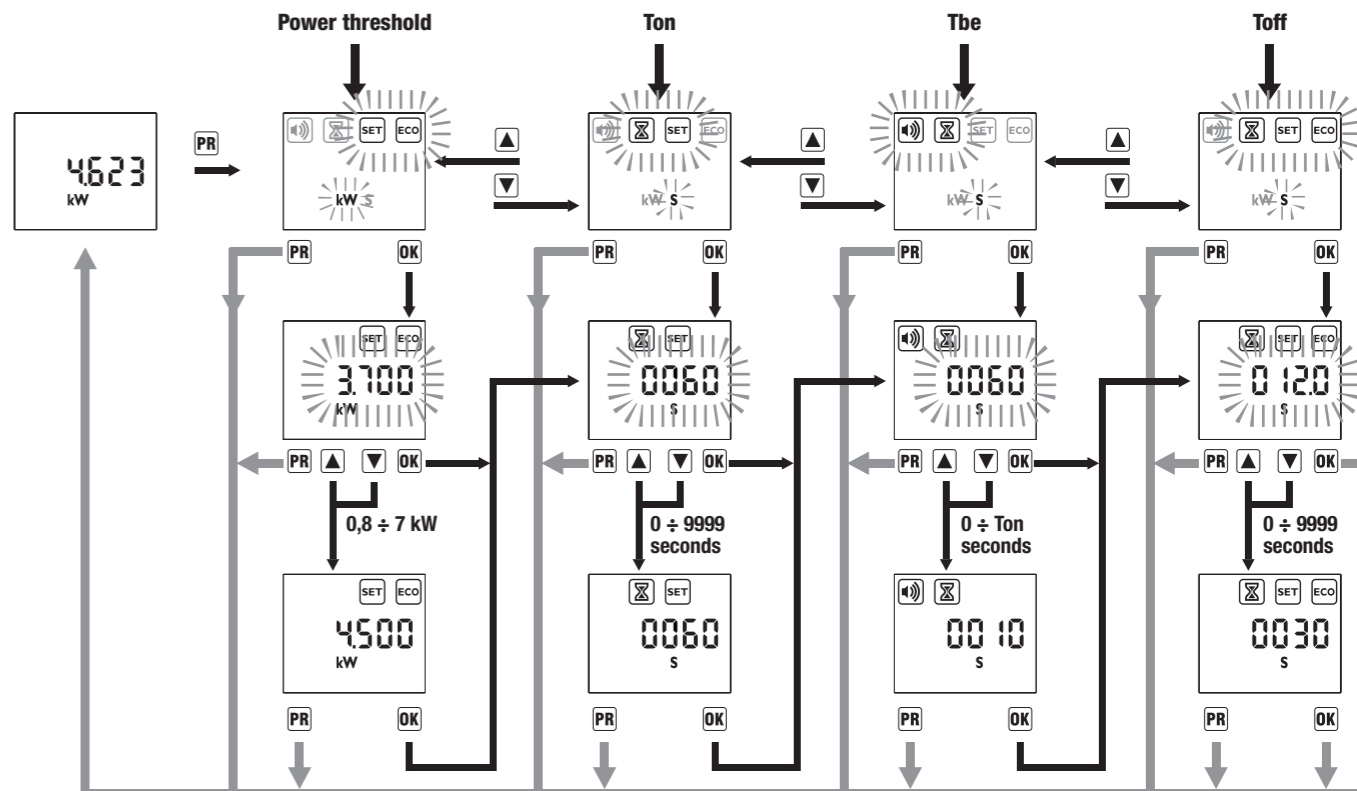 Power threshold Ton Tbe Toff
SET ECO SET ECO SET ECO SET ECO
4.623 PR ▲ ▲ ▲
kW ▼ ▼ ▼
kW S kW S kW S kW S
PR OK PR OK PR OK PR OK
SET ECO SET SET ECO
3.700 0060 0060 012.0
kW S S S
PR ▲ ▼ OK PR ▲ ▼ OK PR ▲ ▼ OK PR ▲ ▼ OK
0,8 ÷ 7 kW 0 ÷ 9999 0 ÷ Ton 0 ÷ 9999
seconds seconds seconds
SET ECO SET SET ECO
4.500 0060 0010 0030
kW S S S
PR OK PR OK PR OK PR OK